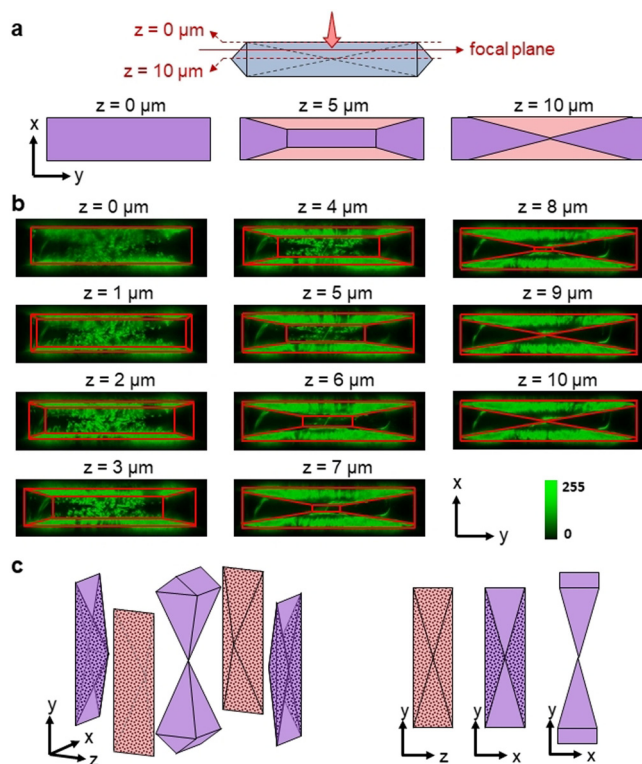 a
z = 0 µm
focal plane
z = 10 µm
z = 0 µm z = 5 µm z = 10 µm
x
y
b
z = 0 µm z = 4 µm z = 8 µm
z = 1 µm z = 5 µm z = 9 µm
z = 2 µm z = 6 µm z = 10 µm
z = 3 µm z = 7 µm
x
y
255
0
c
y
x
z
y
z
y
x
y
x